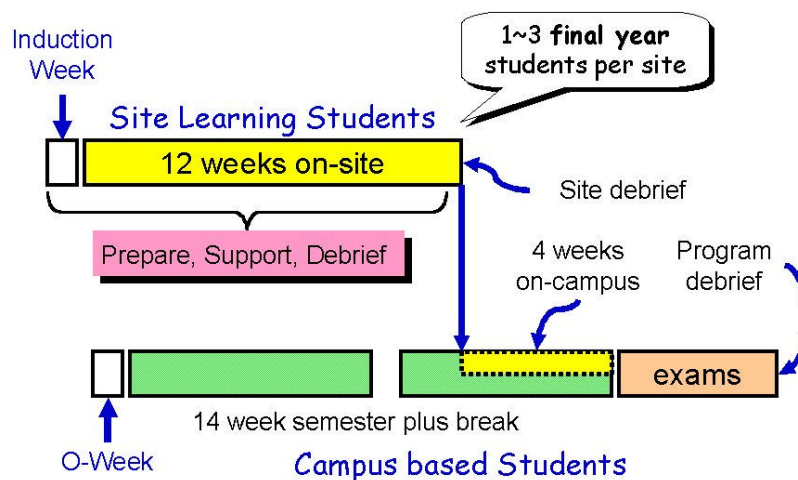 Induction
Week
1~3 final year
students per site
Site Learning Students
12 weeks on-site
Site debrief
Prepare, Support, Debrief
4 weeks
on-campus
Program
debrief
exams
14 week semester plus break
O-Week
Campus based Students